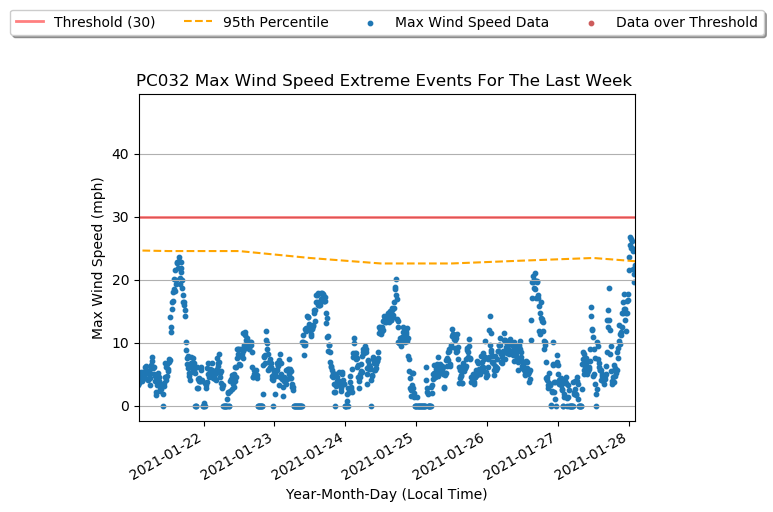 Threshold (30) 95th Percentile Max Wind Speed Data Data over Threshold
PC032 Max Wind Speed Extreme Events For The Last Week
Max Wind Speed (mph)
40
30
20
10
0
2021-01-22 2021-01-23 2021-01-24 2021-01-25 2021-01-26 2021-01-27 2021-01-28
Year-Month-Day (Local Time)